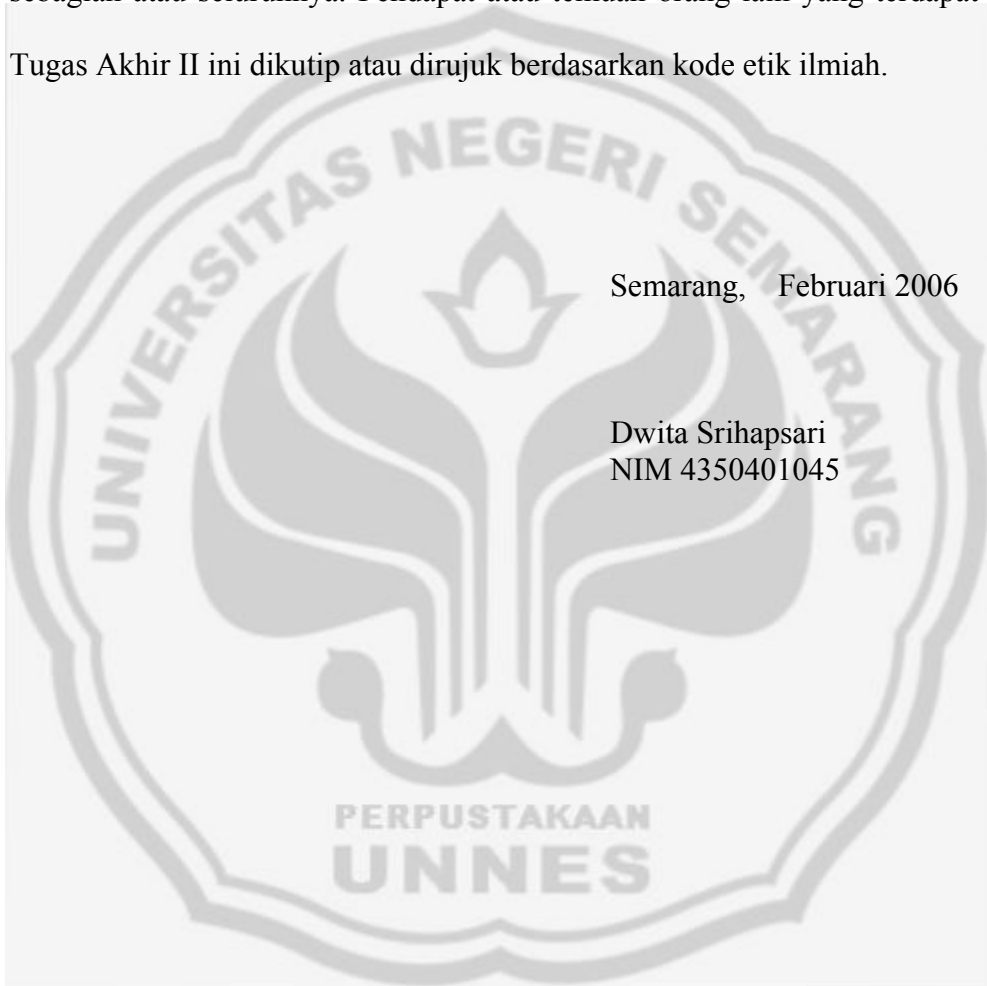 Tugas Akhir II ini dikutip atau dirujuk berdasarkan kode etik ilmiah.
UNIVERSITAS NEGERI SEMARANG
Semarang, Februari 2006
Dwita Srihapsari
NIM 4350401045
PERPUSTAKAAN
UNNES